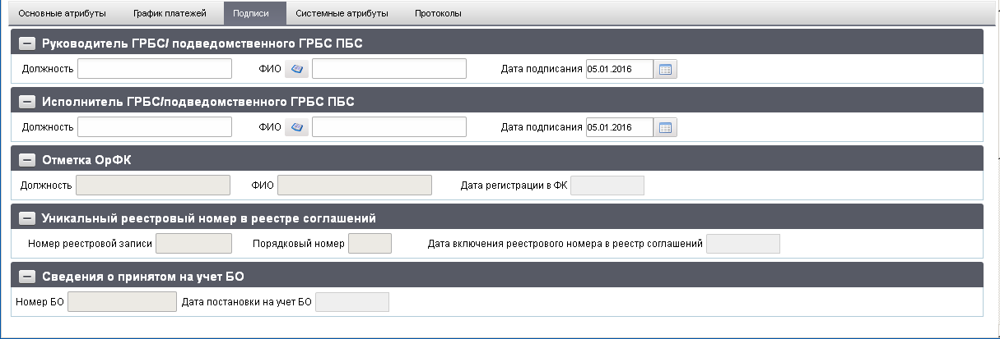 Основные атрибуты График платежей Подписи Системные атрибуты Протоколы
Руководитель ГРБС/ подведомственного ГРБС ПБС
Должность ФИО Дата подписания 05.01.2016
Исполнитель ГРБС/подведомственного ГРБС ПБС
Должность ФИО Дата подписания 05.01.2016
Отметка ОрФК
Должность ФИО Дата регистрации в ФК
Уникальный реестровый номер в реестре соглашений
Номер реестровой записи Порядковый номер Дата включения реестрового номера в реестр соглашений
Сведения о принятом на учет БО
Номер БО Дата постановки на учет БО